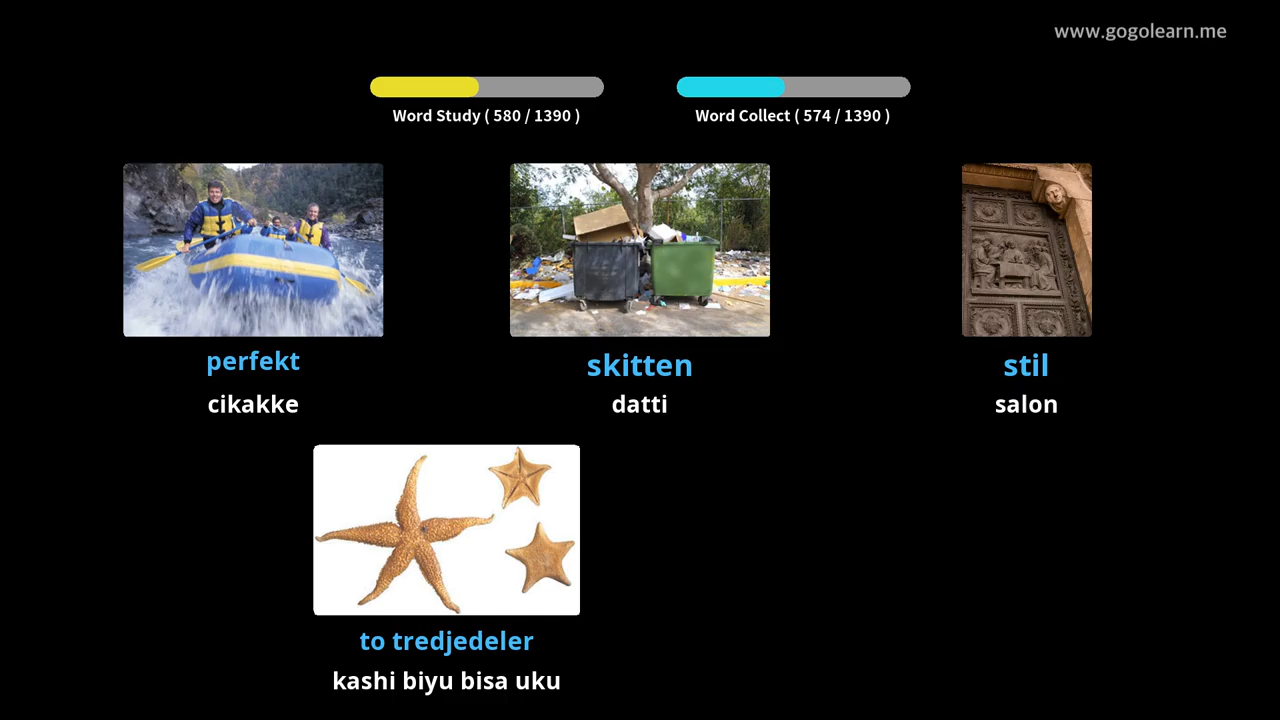 www.gogolearn.me
Word Study ( 580 / 1390 )
Word Collect ( 574 / 1390 )
perfekt
cikakke
skitten
datti
stil
salon
to tredjedeler
kashi biyu bisa uku